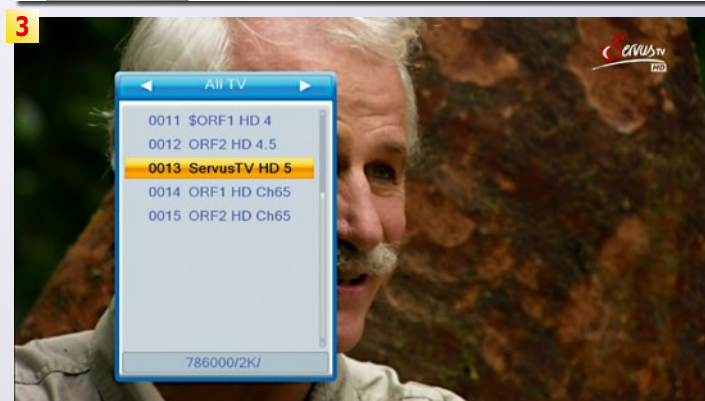 3
ServusTV
HD
All TV
0011 $ORF1 HD 4
0012 ORF2 HD 4.5
0013 ServusTV HD 5
0014 ORF1 HD Ch65
0015 ORF2 HD Ch65
786000/2K/